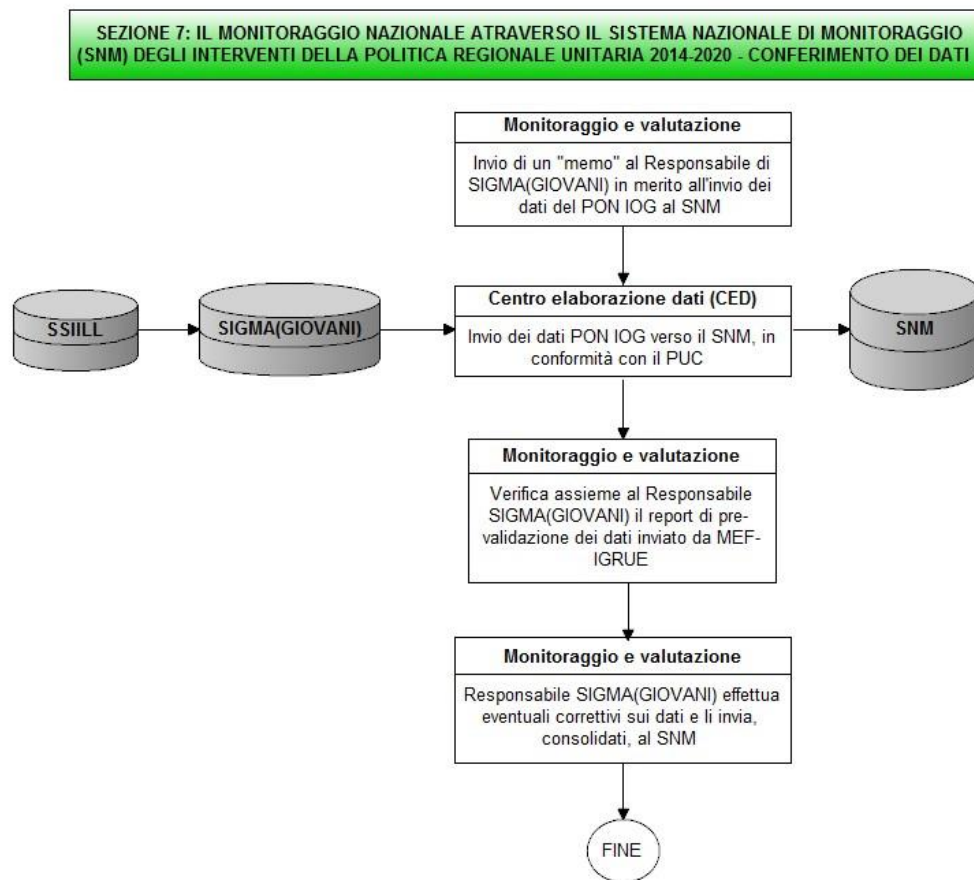 SEZIONE 7: IL MONITORAGGIO NAZIONALE ATRAVERSO IL SISTEMA NAZIONALE DI MONITORAGGIO
(SNM) DEGLI INTERVENTI DELLA POLITICA REGIONALE UNITARIA 2014-2020 - CONFERIMENTO DEI DATI
Monitoraggio e valutazione
Invio di un "memo" al Responsabile di
SIGMA(GIOVANI) in merito all'invio dei
dati del PON IOG al SNM
SSIILL
SIGMA(GIOVANI)
Centro elaborazione dati (CED)
Invio dei dati PON IOG verso il SNM, in
conformità con il PUC
SNM
Monitoraggio e valutazione
Verifica assieme al Responsabile
SIGMA(GIOVANI) il report di pre-
validazione dei dati inviato da MEF-
IGRUE
Monitoraggio e valutazione
Responsabile SIGMA(GIOVANI) effettua
eventuali correttivi sui dati e li invia,
consolidati, al SNM
FINE